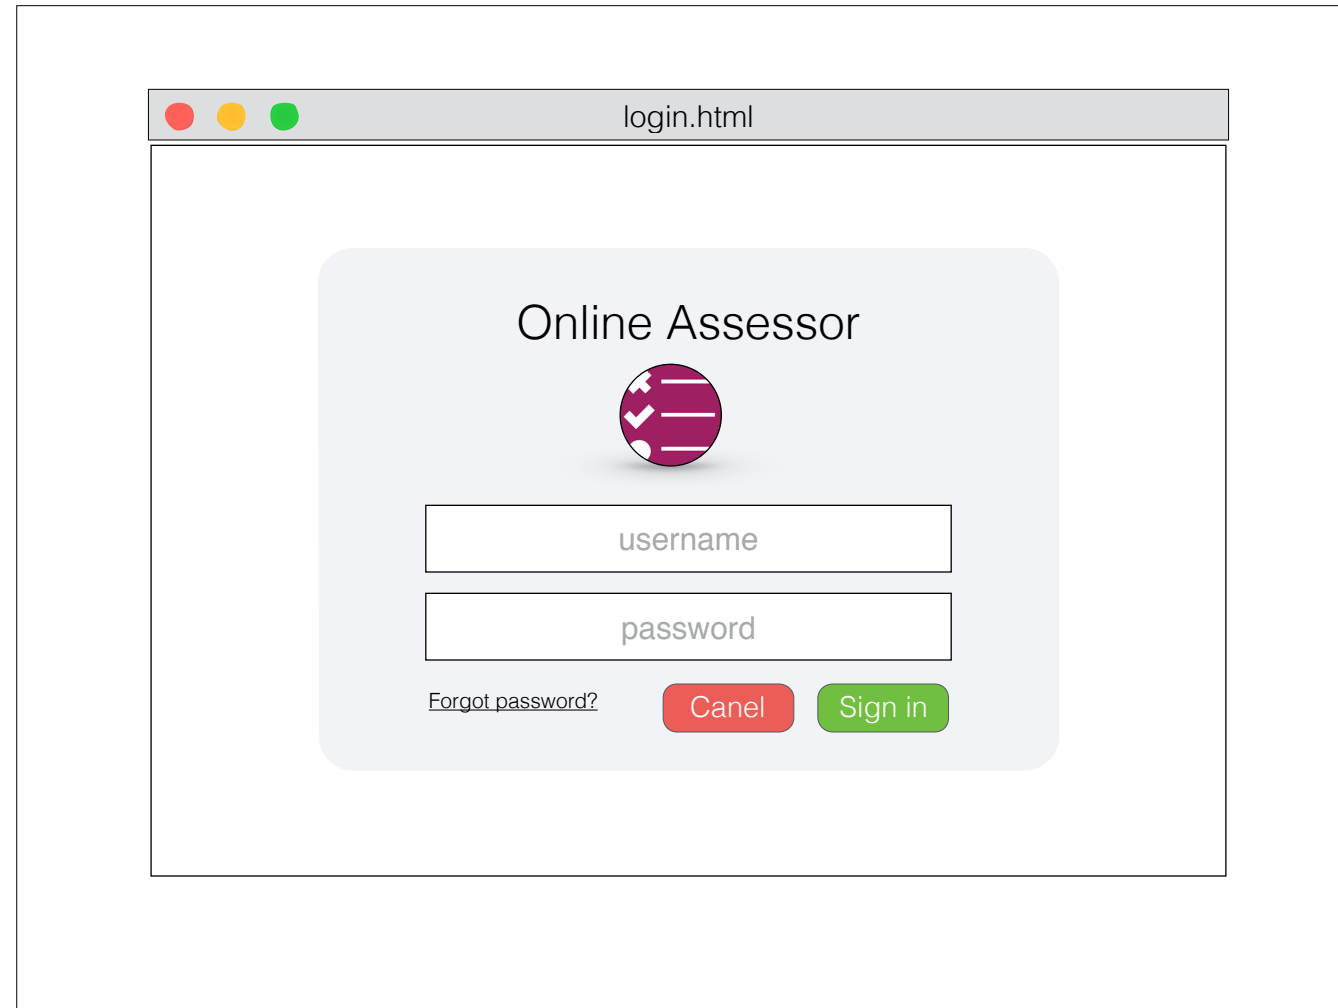 login.html
Online Assessor
username
password
Forgot password?
Canel
Sign in